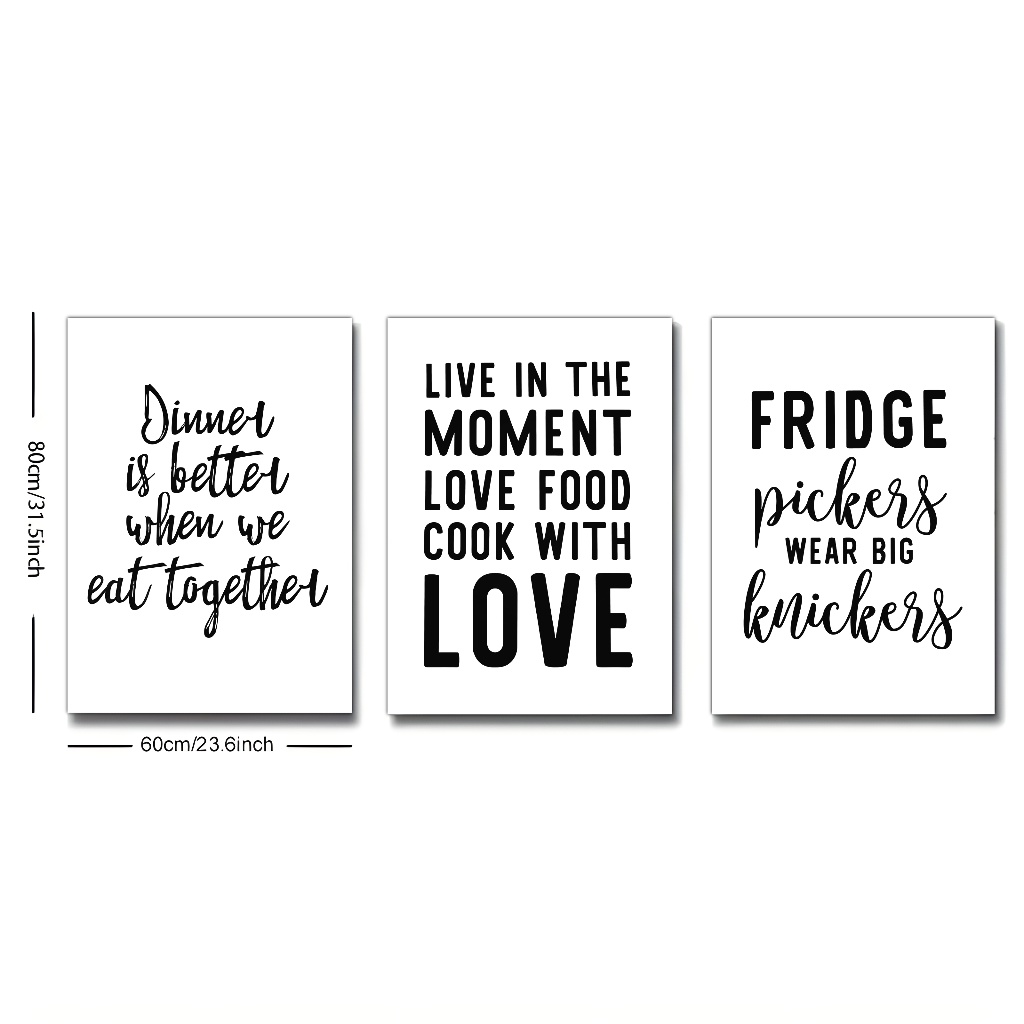 Dinner
is better
when we
eat together
LIVE IN THE
MOMENT
LOVE FOOD
COOK WITH
LOVE
FRIDGE
pickers
WEAR BIG
knickers
80cm/31.5inch
60cm/23.6inch